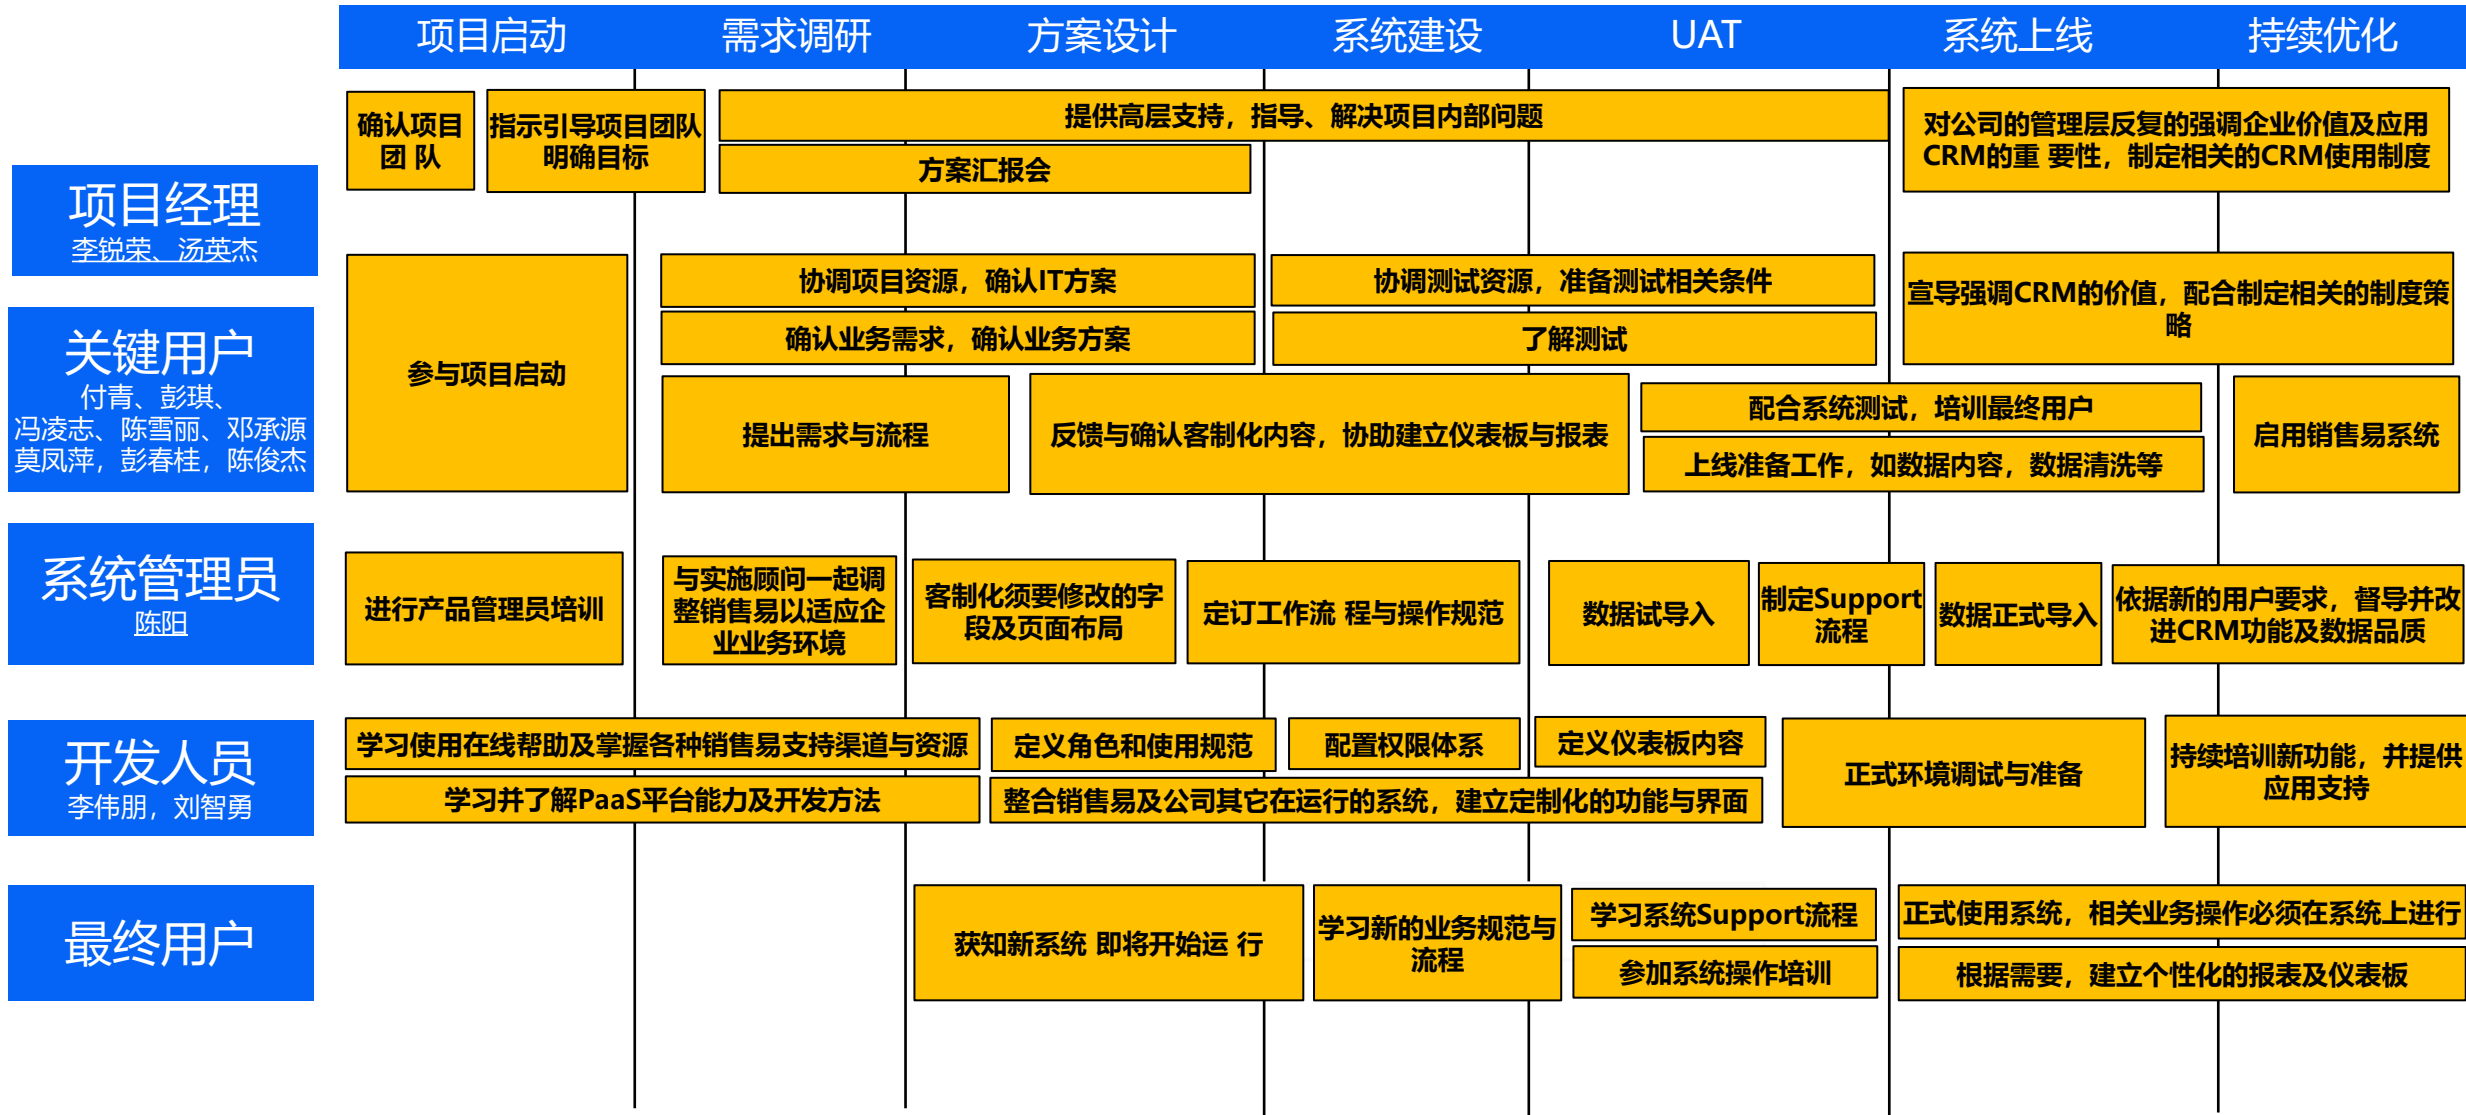 项目启动 需求调研 方案设计 系统建设 UAT 系统上线 持续优化
项目经理
李锐荣、汤英杰
确认项目
团 队
指示引导项目团队
明确目标
提供高层支持，指导、解决项目内部问题
方案汇报会
对公司的管理层反复的强调企业价值及应用
CRM的重 要性，制定相关的CRM使用制度
关键用户
付青、彭琪、
冯凌志、陈雪丽、邓承源
莫凤萍，彭春桂，陈俊杰
参与项目启动
协调项目资源，确认IT方案
确认业务需求，确认业务方案
提出需求与流程
协调测试资源，准备测试相关条件
了解测试
反馈与确认客制化内容，协助建立仪表板与报表
宣导强调CRM的价值，配合制定相关的制度策
略
配合系统测试，培训最终用户
上线准备工作，如数据内容，数据清洗等
启用销售易系统
系统管理员
陈阳
进行产品管理员培训
与实施顾问一起调
整销售易以适应企
业业务环境
客制化须要修改的字
段及页面布局
定订工作流 程与操作规范
数据试导入
制定Support
流程
数据正式导入
依据新的用户要求，督导并改
进CRM功能及数据品质
开发人员
李伟朋，刘智勇
学习使用在线帮助及掌握各种销售易支持渠道与资源
学习并了解PaaS平台能力及开发方法
定义角色和使用规范
配置权限体系
定义仪表板内容
整合销售易及公司其它在运行的系统，建立定制化的功能与界面
正式环境调试与准备
持续培训新功能，并提供
应用支持
最终用户
获知新系统 即将开始运 行
学习新的业务规范与
流程
学习系统Support流程
参加系统操作培训
正式使用系统，相关业务操作必须在系统上进行
根据需要，建立个性化的报表及仪表板